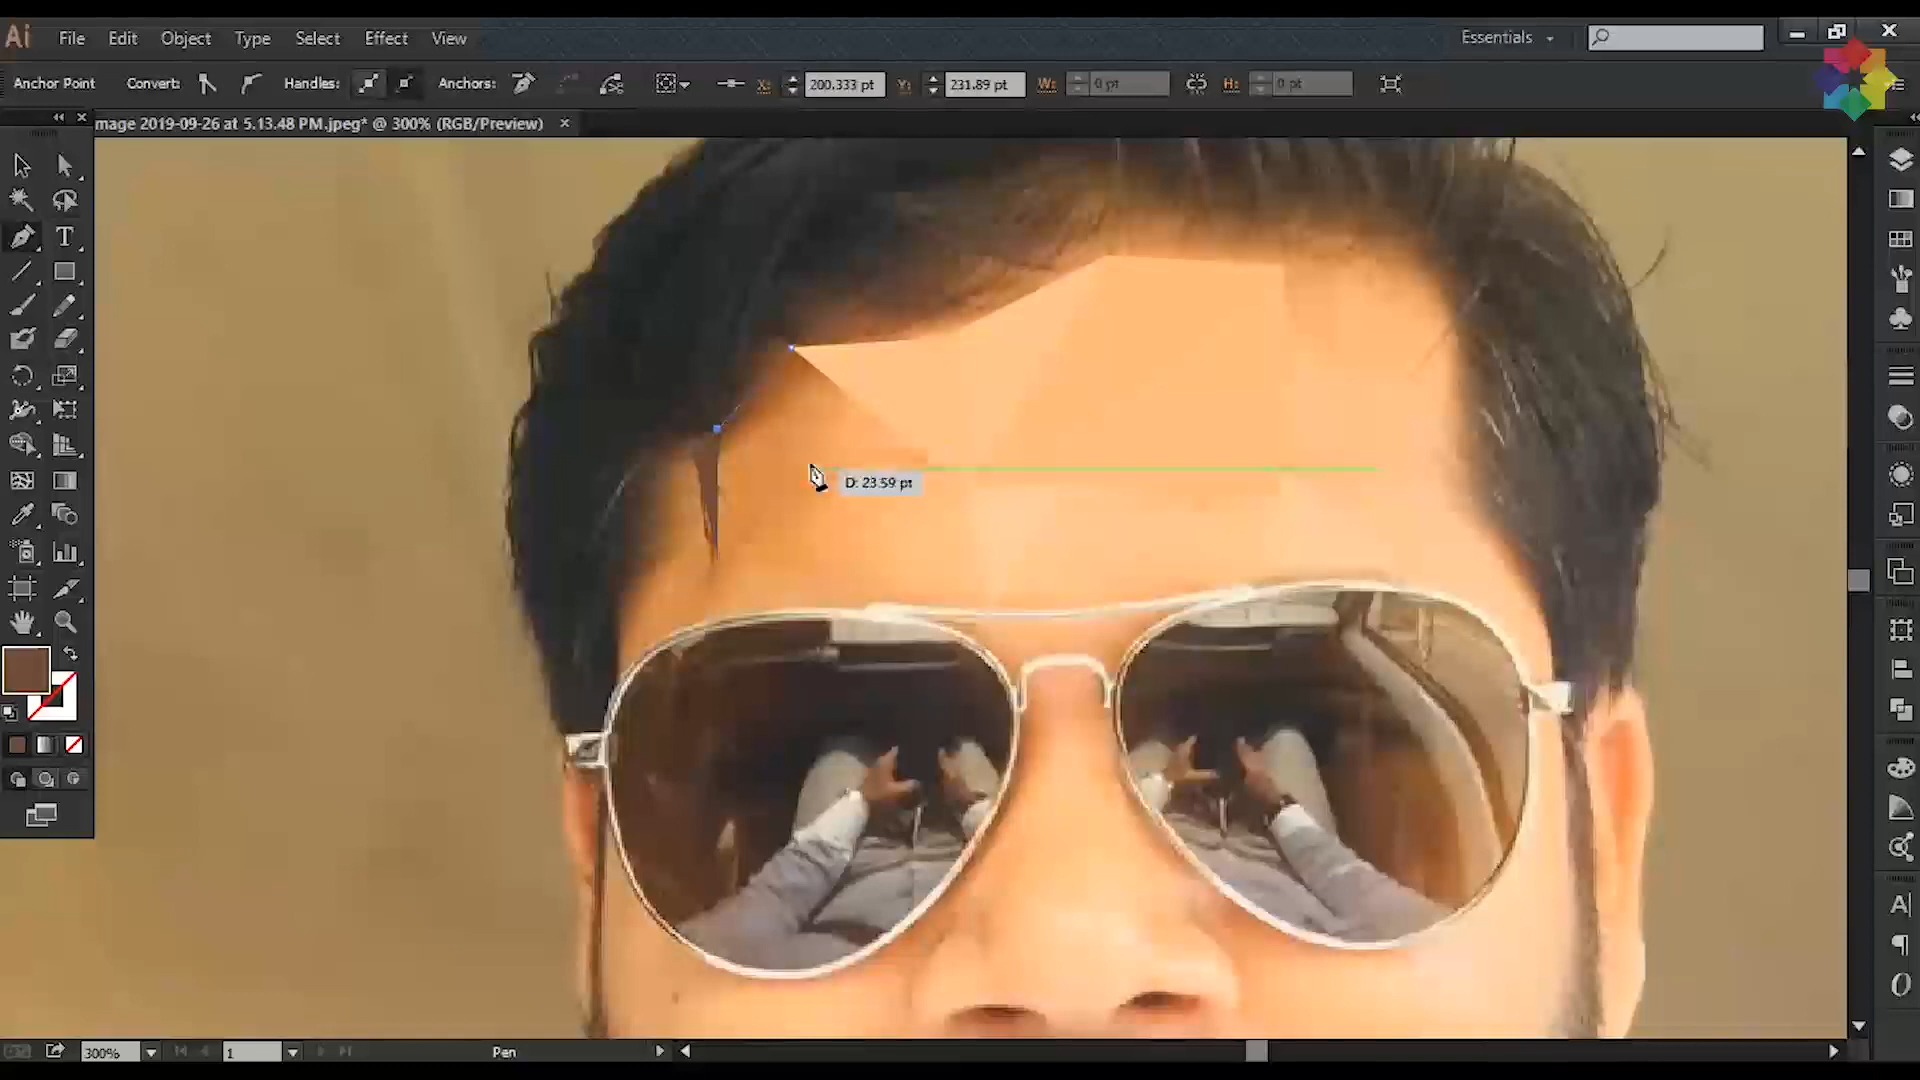 Ai File Edit Object Type Select Effect View Essentials
Anchor Point Convert: Handles: Anchors: X: 200.333 pt Y: 231.89 pt W: 0 pt H: 0 pt
mage 2019-09-26 at 5.13.48 PM.jpeg* @ 300% (RGB/Preview) ×
D: 23.59 pt
300% 1 Pen